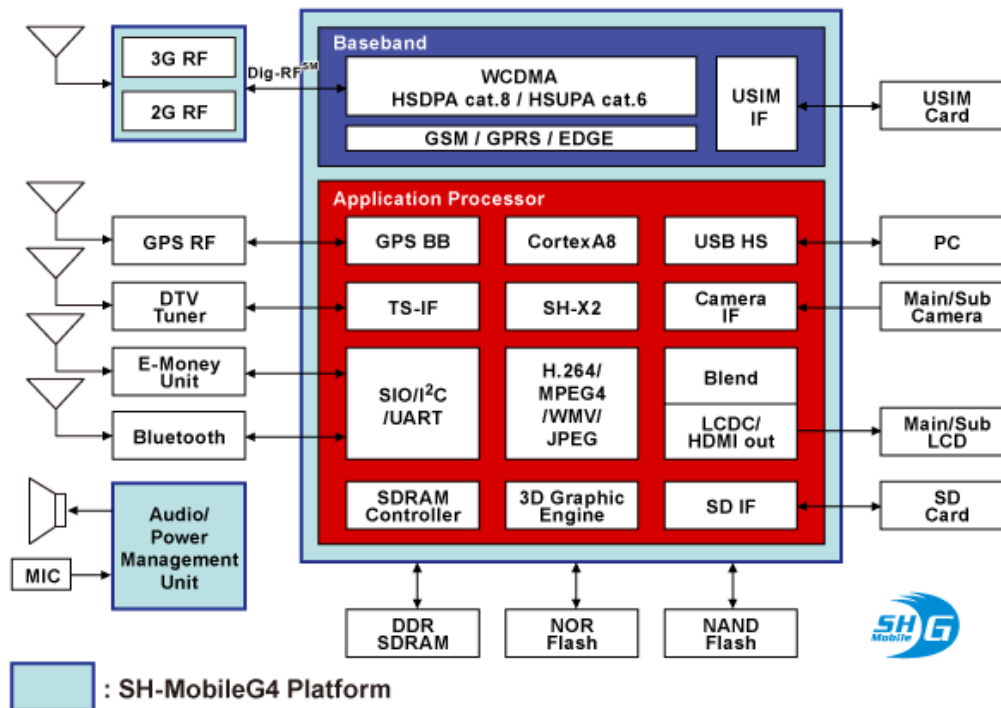 Baseband
3G RF
2G RF
Dig-RF℠
WCDMA
HSDPA cat.8 / HSUPA cat.6
GSM / GPRS / EDGE
USIM
IF
USIM
Card
Application Processor
GPS RF
GPS BB
CortexA8
USB HS
PC
DTV
Tuner
TS-IF
SH-X2
Camera
IF
Main/Sub
Camera
E-Money
Unit
Bluetooth
SIO/I²C
/UART
H.264/
MPEG4
/WMV/
JPEG
Blend
LCDC/
HDMI out
Main/Sub
LCD
Audio/
Power
Management
Unit
MIC
SDRAM
Controller
3D Graphic
Engine
SD IF
SD
Card
DDR
SDRAM
NOR
Flash
NAND
Flash
SH
Mobile
G
: SH-MobileG4 Platform